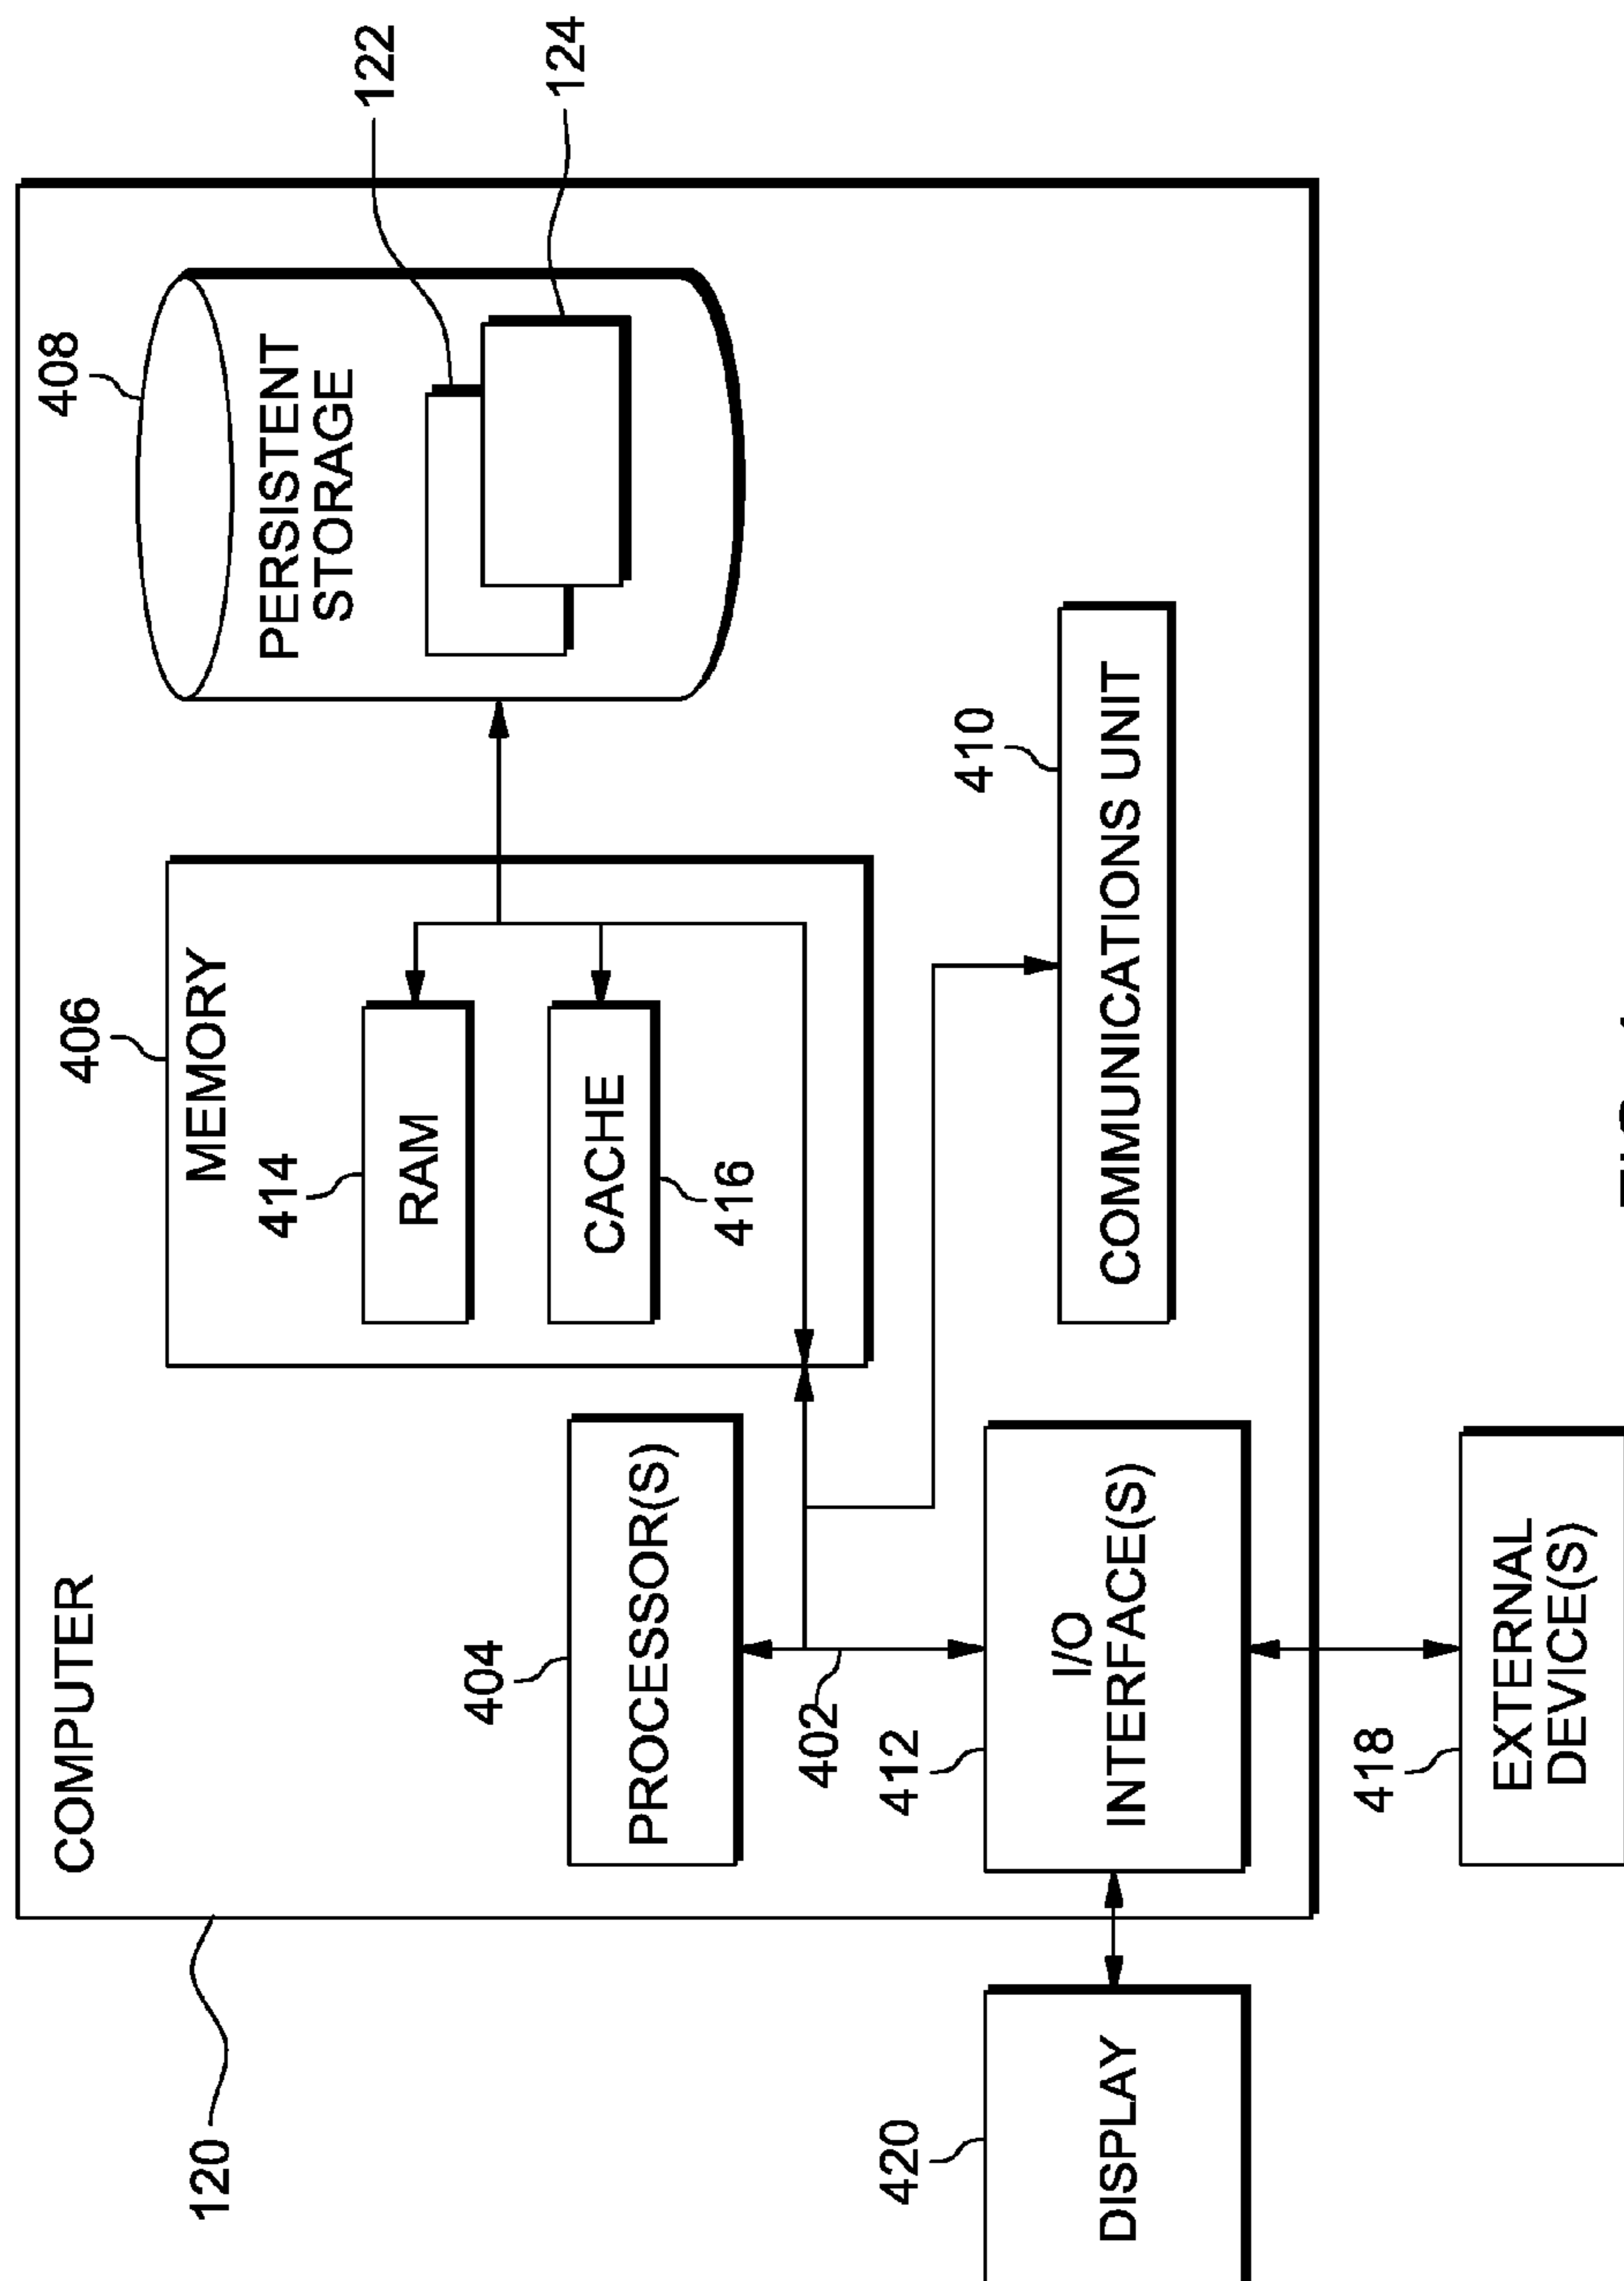 120
COMPUTER
406
MEMORY
408
PERSISTENT
STORAGE
122
124
414
RAM
CACHE
416
404
PROCESSOR(S)
402
412
I/O
INTERFACE(S)
410
COMMUNICATIONS UNIT
420
DISPLAY
418
EXTERNAL
DEVICE(S)